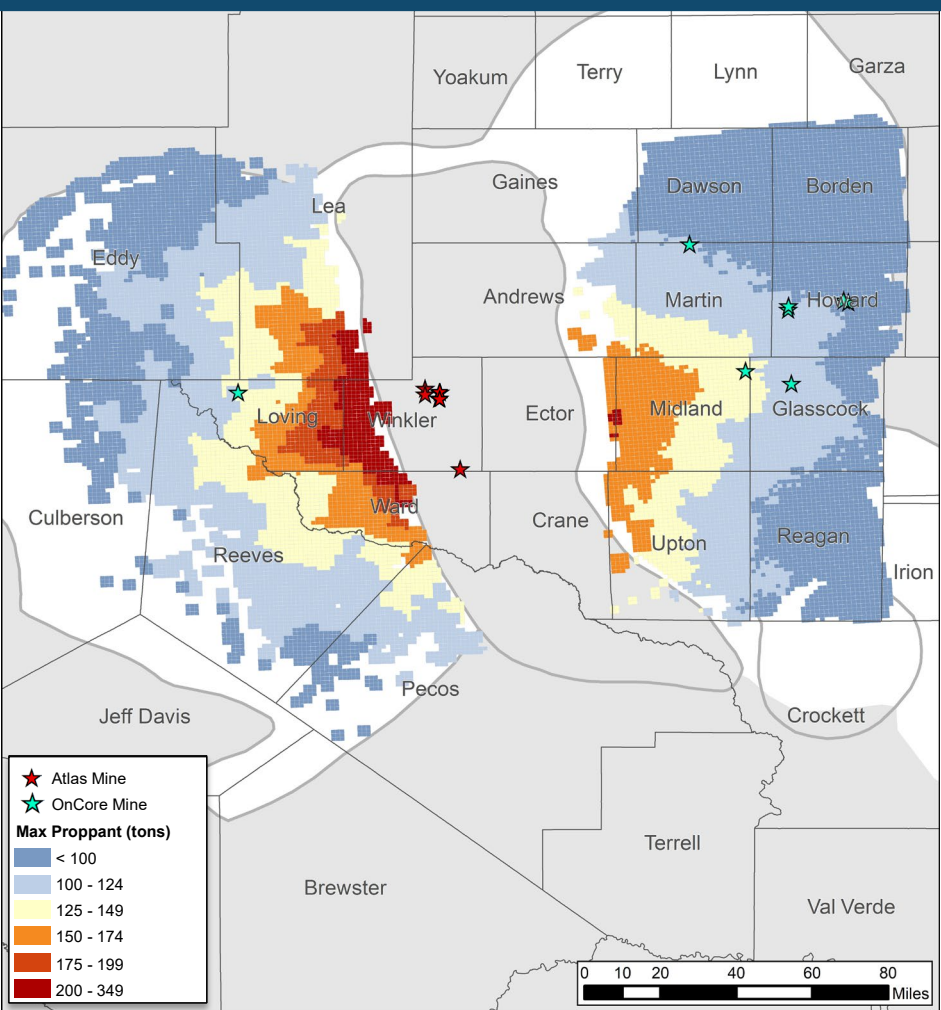 Yoakum
Terry
Lynn
Garza
Gaines
Dawson
Borden
Lea
Eddy
Andrews
Martin
Howard
Loving
Winkler
Ector
Midland
Glasscock
Culberson
Ward
Crane
Reeves
Upton
Reagan
Irion
Pecos
Jeff Davis
Crockett
Terrell
Brewster
Val Verde
Atlas Mine
OnCore Mine
Max Proppant (tons)
< 100
100 - 124
125 - 149
150 - 174
175 - 199
200 - 349
0 10 20 40 60 80
Miles